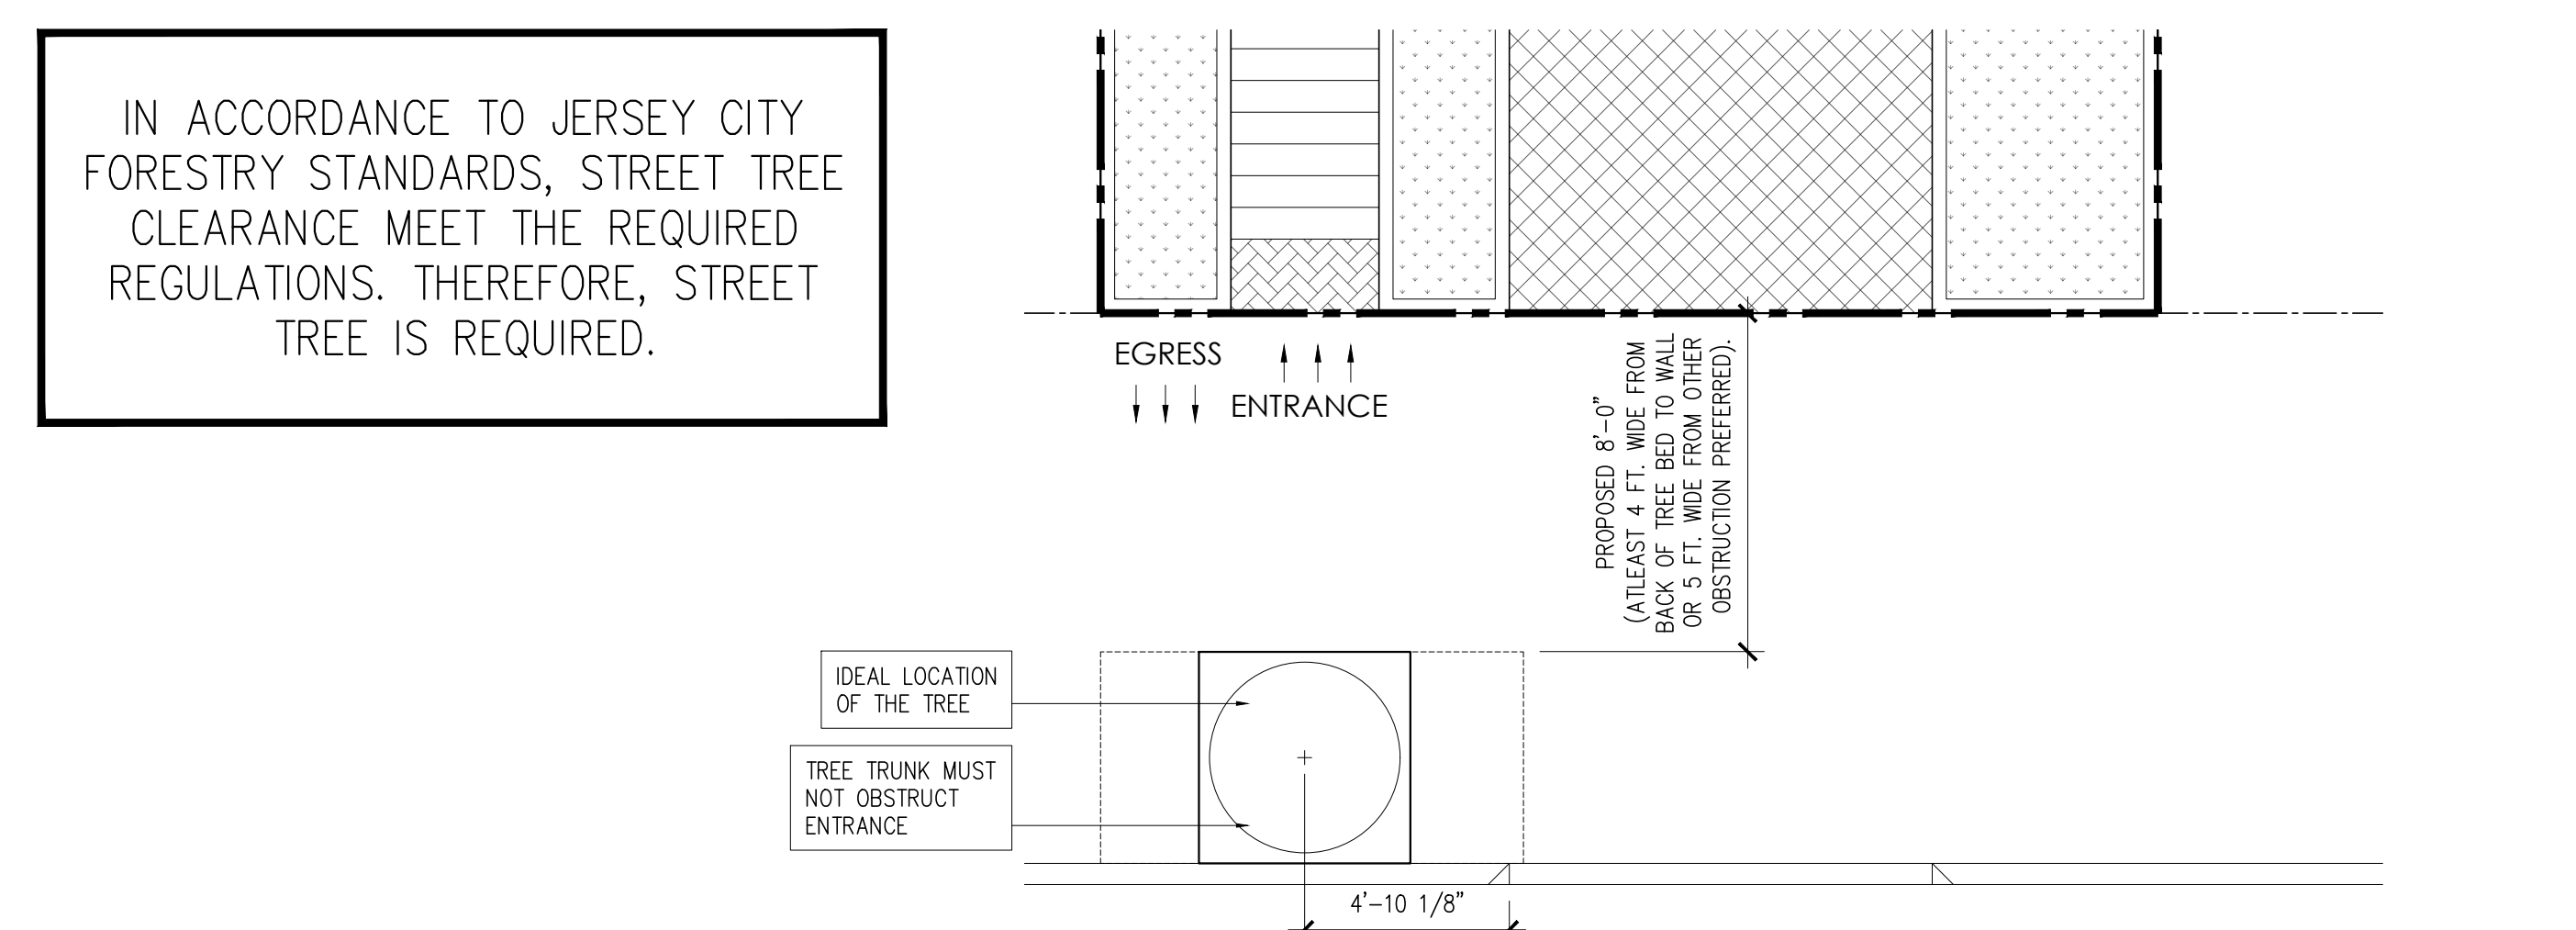 IN ACCORDANCE TO JERSEY CITY
FORESTRY STANDARDS, STREET TREE
CLEARANCE MEET THE REQUIRED
REGULATIONS. THEREFORE, STREET
TREE IS REQUIRED.
EGRESS
ENTRANCE
PROPOSED 8'-0"
(ATLEAST 4 FT. WIDE FROM
BACK OF TREE BED TO WALL
OR 5 FT. WIDE FROM OTHER
OBSTRUCTION PREFERRED).
IDEAL LOCATION
OF THE TREE
TREE TRUNK MUST
NOT OBSTRUCT
ENTRANCE
4'-10 1/8"